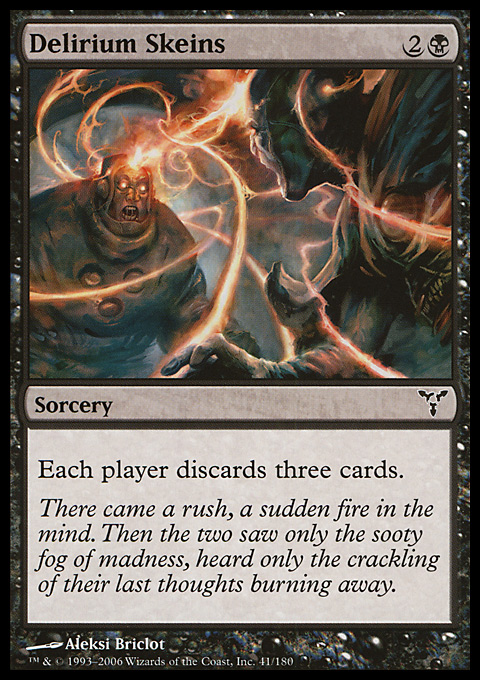 Delirium Skeins 2
Sorcery
Each player discards three cards.
There came a rush, a sudden fire in the
mind. Then the two saw only the sooty
fog of madness, heard only the crackling
of their last thoughts burning away.
Aleksi Briclot
™ & © 1993–2006 Wizards of the Coast, Inc. 41/180